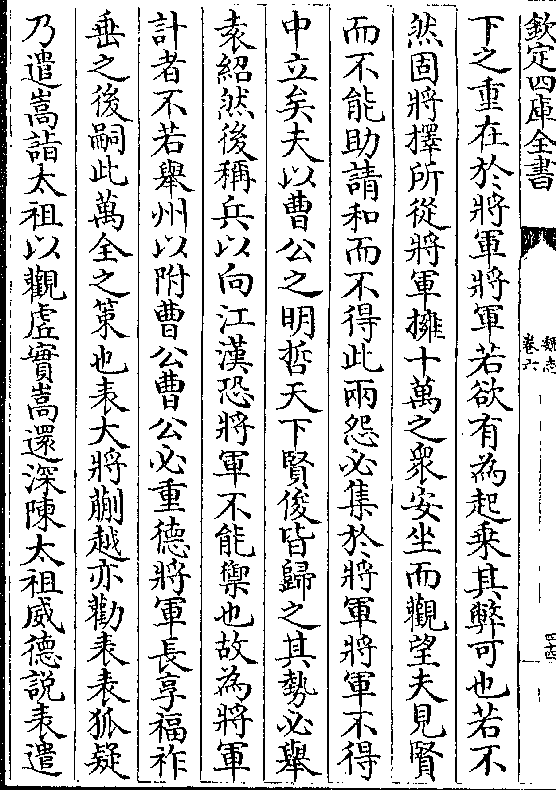 欽定四庫全書
魏志
卷六
四十四
下之重在於將軍將軍若欲有為起乘其弊可也若不
然固將擇所從將軍擁十萬之衆安坐而觀望夫見賢
而不能助請和而不得此兩怨必集於將軍將軍不得
中立矣夫以曹公之明哲天下賢俊皆歸之其勢必舉
袁紹然後稱兵以向江漢恐將軍不能禦也故為將軍
計者不若舉州以附曹公曹公必重德將軍長享福祚
垂之後嗣此萬全之策也表大將蒯越亦勸表表狐疑
乃遣嵩詣太祖以觀虛實嵩還深陳太祖威德說表遣